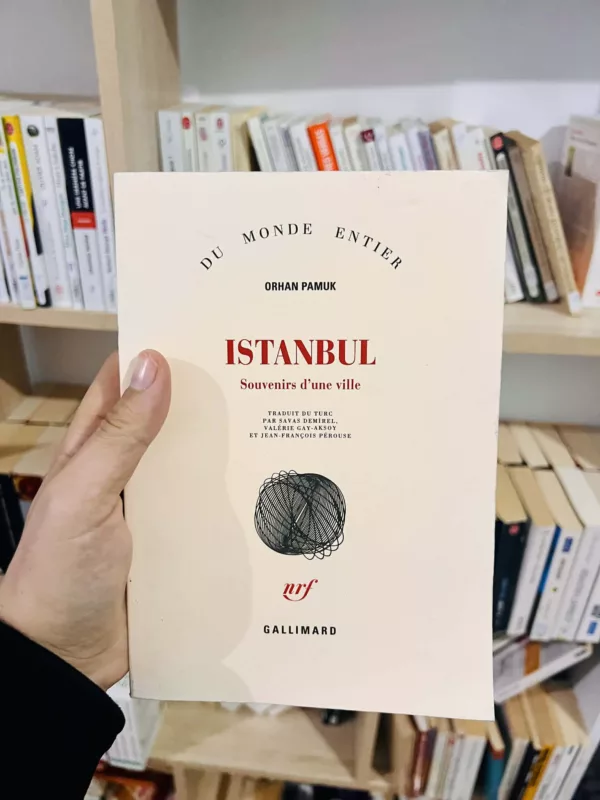 DU MONDE ENTIER
ORHAN PAMUK
ISTANBUL
Souvenirs d'une ville
TRADUIT DU TURC
PAR SAVAS DEMIREL,
VALÉRIE GAY-AKSOY
ET JEAN-FRANÇOIS PÉROUSE
nrf
GALLIMARD